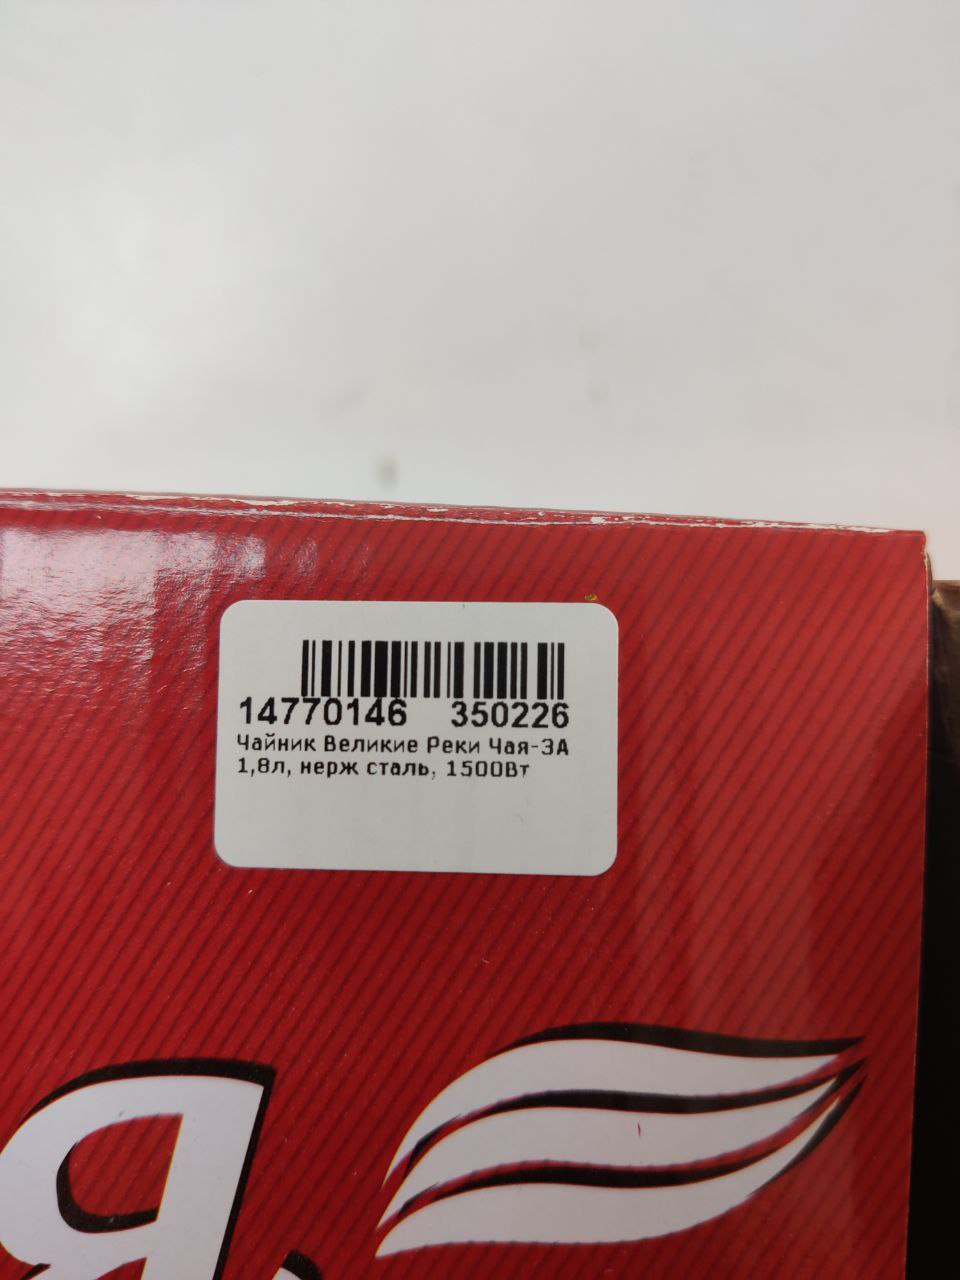 14770146 350226
Чайник Великие Реки Чая-3А
1,8л, нерж сталь, 1500Вт
Я